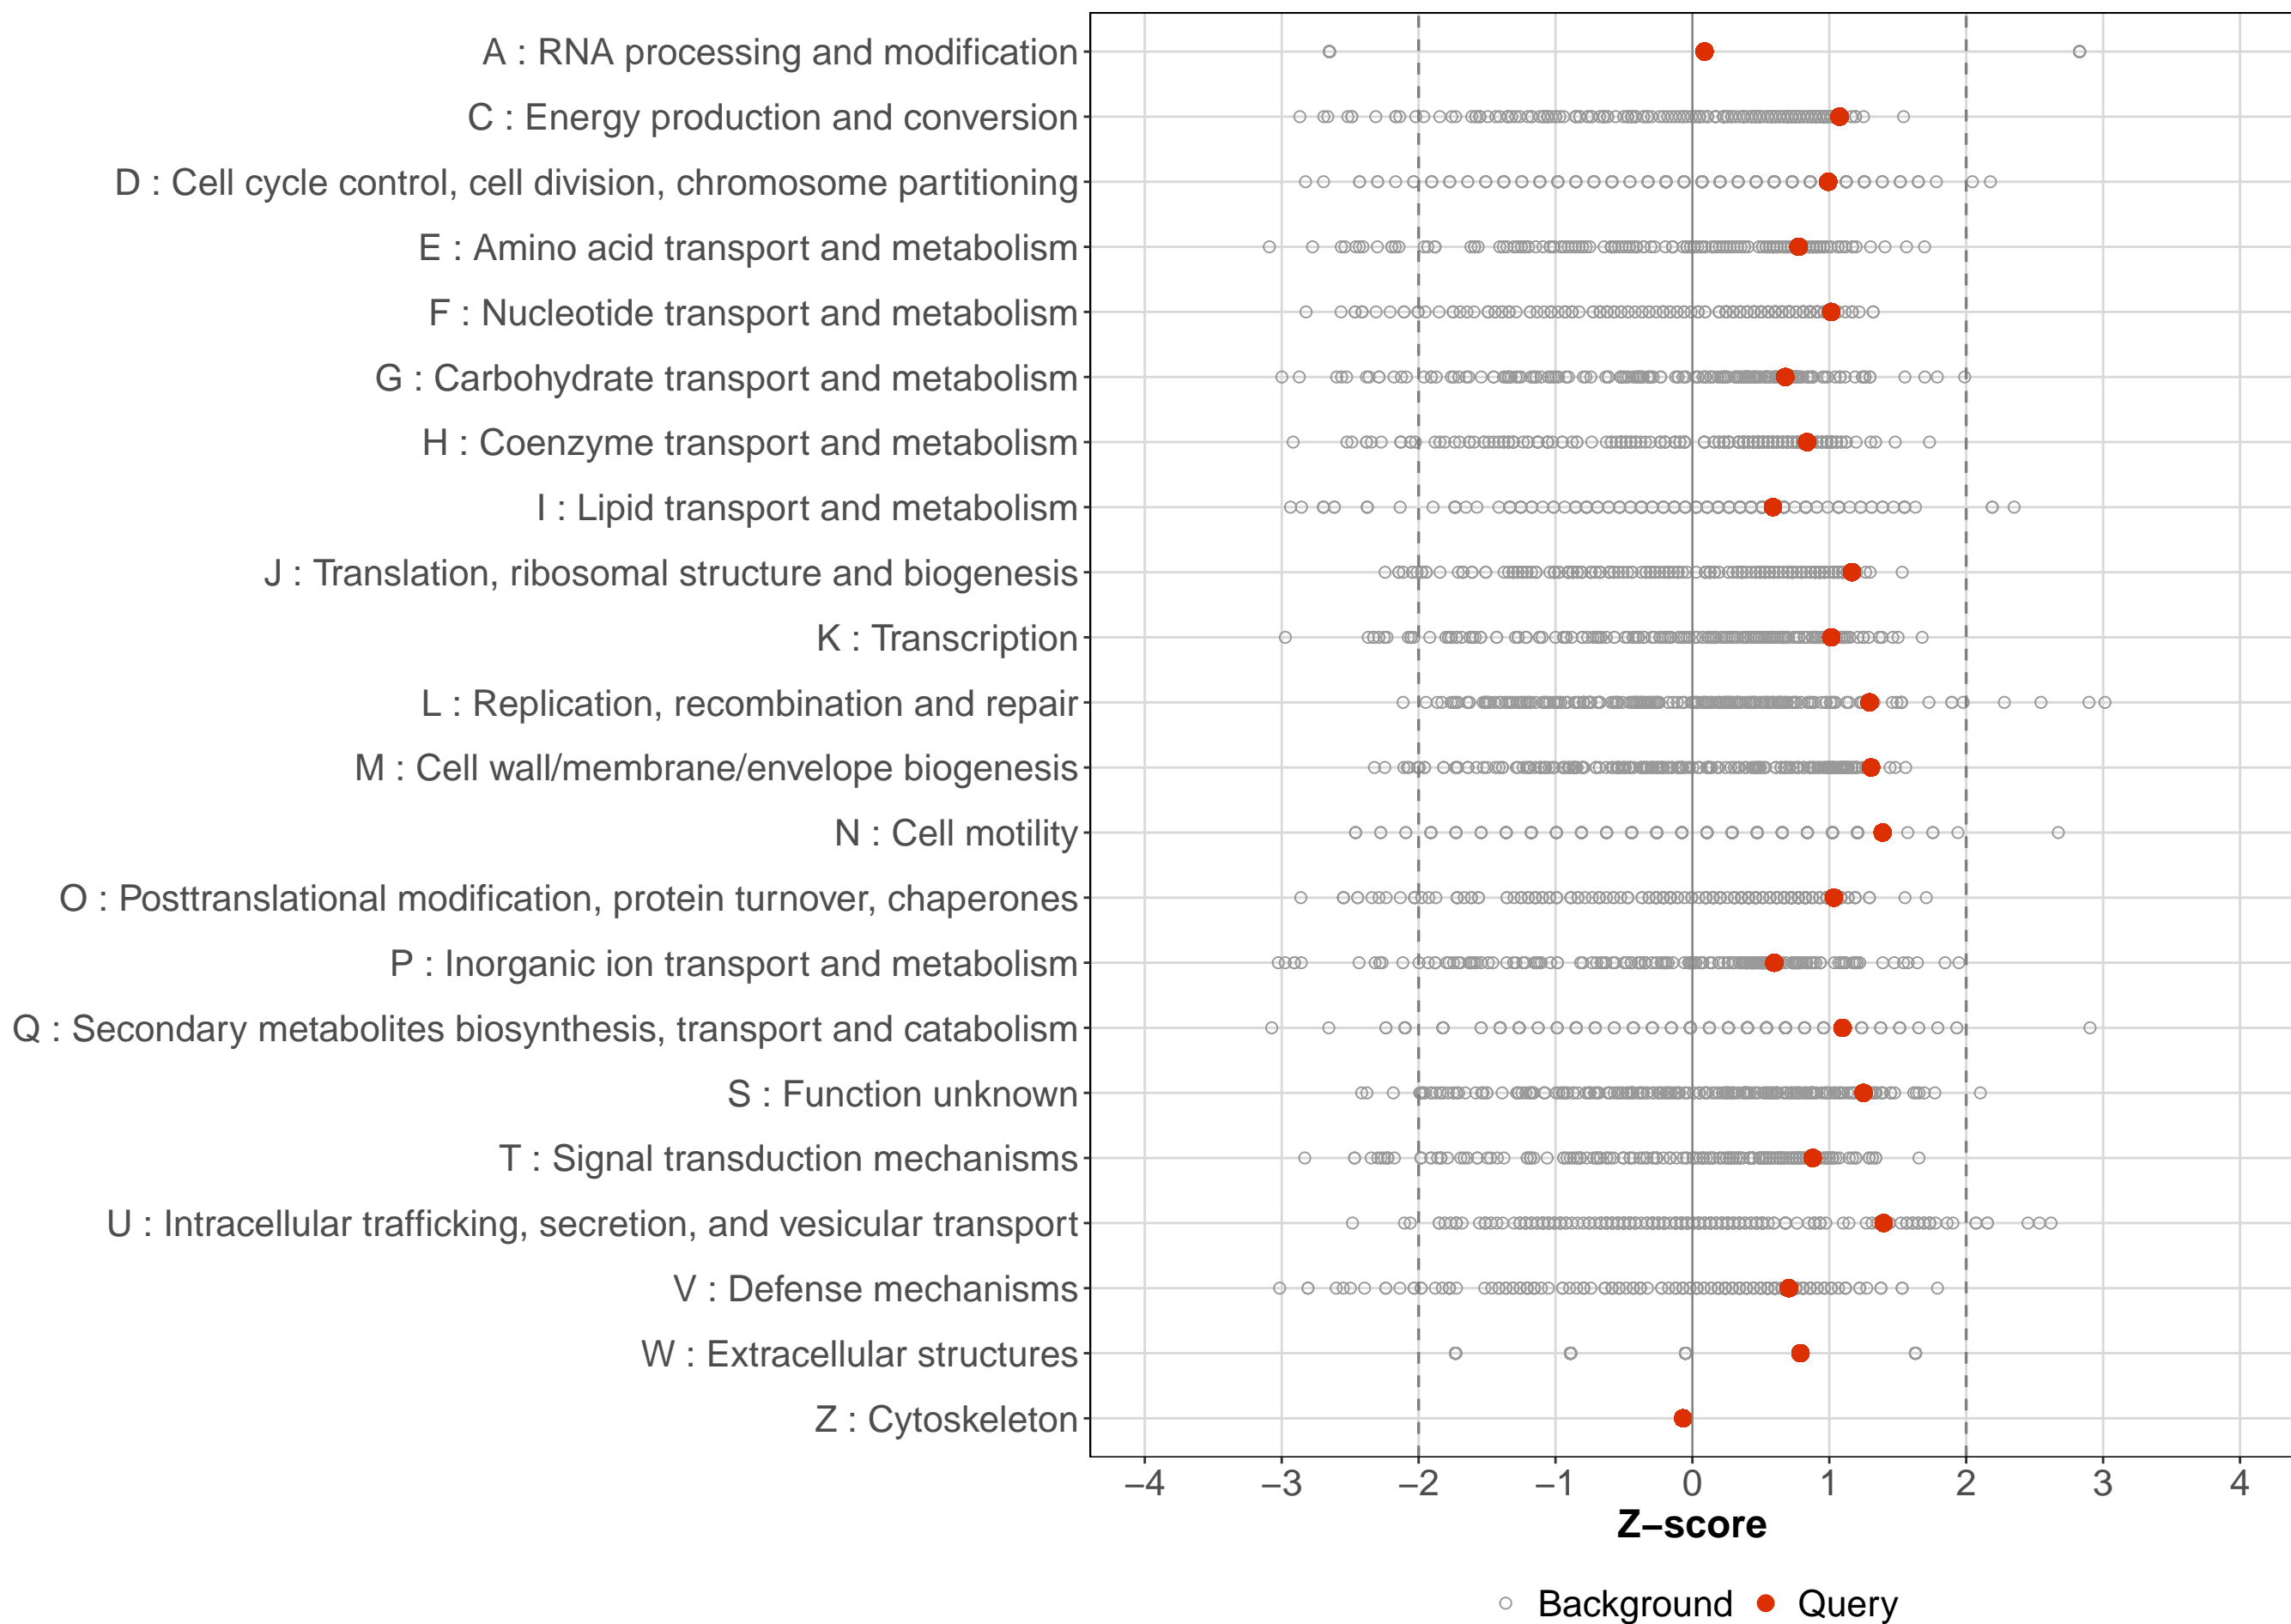 A : RNA processing and modification
C : Energy production and conversion
D : Cell cycle control, cell division, chromosome partitioning
E : Amino acid transport and metabolism
F : Nucleotide transport and metabolism
G : Carbohydrate transport and metabolism
H : Coenzyme transport and metabolism
I : Lipid transport and metabolism
J : Translation, ribosomal structure and biogenesis
K : Transcription
L : Replication, recombination and repair
M : Cell wall/membrane/envelope biogenesis
N : Cell motility
O : Posttranslational modification, protein turnover, chaperones
P : Inorganic ion transport and metabolism
Q : Secondary metabolites biosynthesis, transport and catabolism
S : Function unknown
T : Signal transduction mechanisms
U : Intracellular trafficking, secretion, and vesicular transport
V : Defense mechanisms
W : Extracellular structures
Z : Cytoskeleton
−4 −3 −2 −1 0 1 2 3 4
Z−score
Background Query